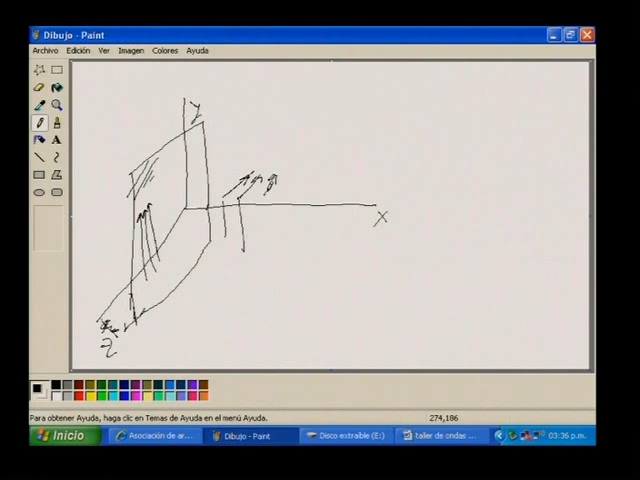 Dibujo - Paint
Archivo Edición Ver Imagen Colores Ayuda
A
Y
X
Z
Para obtener Ayuda, haga clic en Temas de Ayuda en el menú Ayuda.
274,186
Inicio
Asociación de ar...
Dibujo - Paint
Disco extraíble (E:)
taller de ondas ...
03:36 p.m.